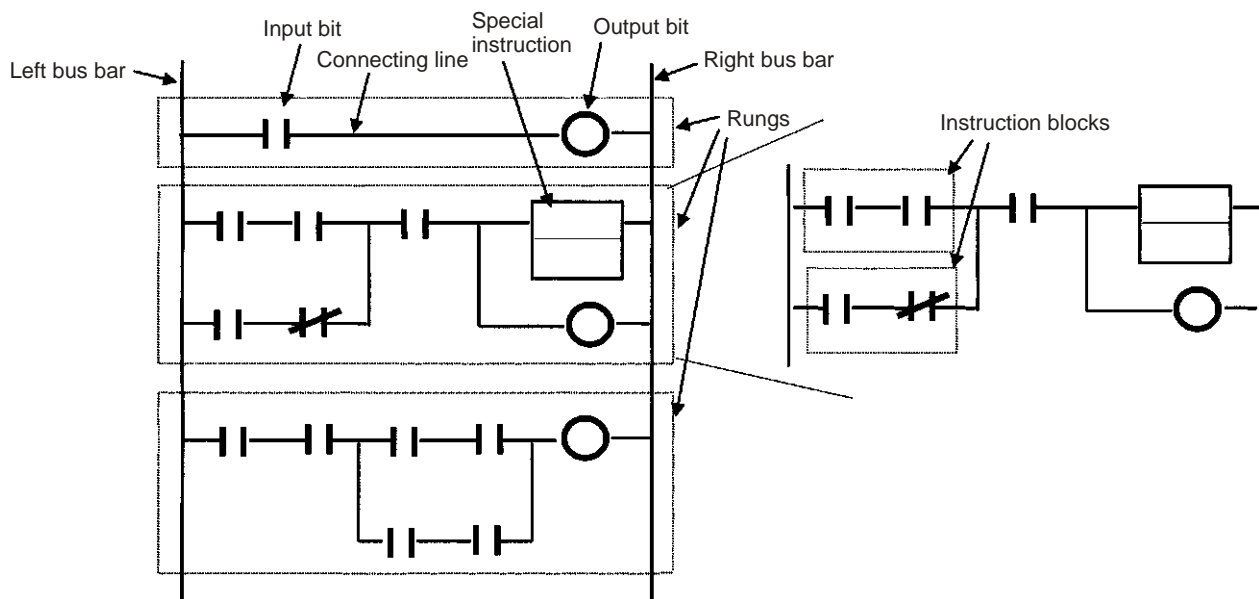 Input bit
Special
instruction
Output bit
Left bus bar
Connecting line
Right bus bar
Rungs
Instruction blocks